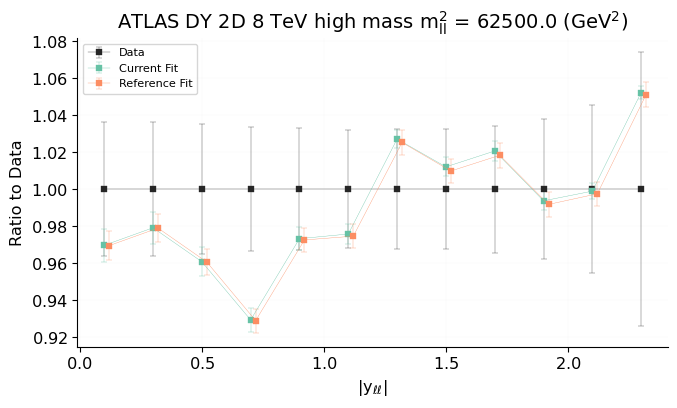 ATLAS DY 2D 8 TeV high mass m²ₗₗ = 62500.0 (GeV²)
1.08
1.06
1.04
1.02
1.00
0.98
0.96
0.94
0.92
Ratio to Data
Data
Current Fit
Reference Fit
0.0
0.5
1.0
1.5
2.0
|y_ℓℓ|